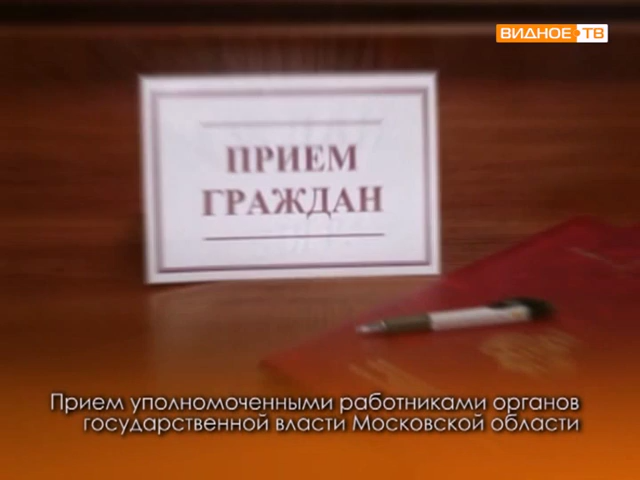 ВИДНОЕ ТВ
ПРИЕМ
ГРАЖДАН
Прием уполномоченными работниками органов
государственной власти Московской области